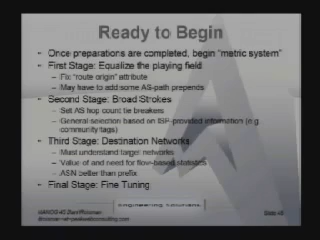 Ready to Begin
Once preparations are completed, begin "metric system"
First Stage: Equalize the playing field
– Fix "route origin" attribute
– May have to add some AS-path prepends
Second Stage: Broad Strokes
– Set AS hop count tie breakers
– General selection based on ISP-provided information (e.g.
community tags)
Third Stage: Destination Networks
– Must understand target networks
– Value of and need for flow-based statistics
– ASN better than prefix
Final Stage: Fine Tuning
Engineering Solutions
NANOG 40